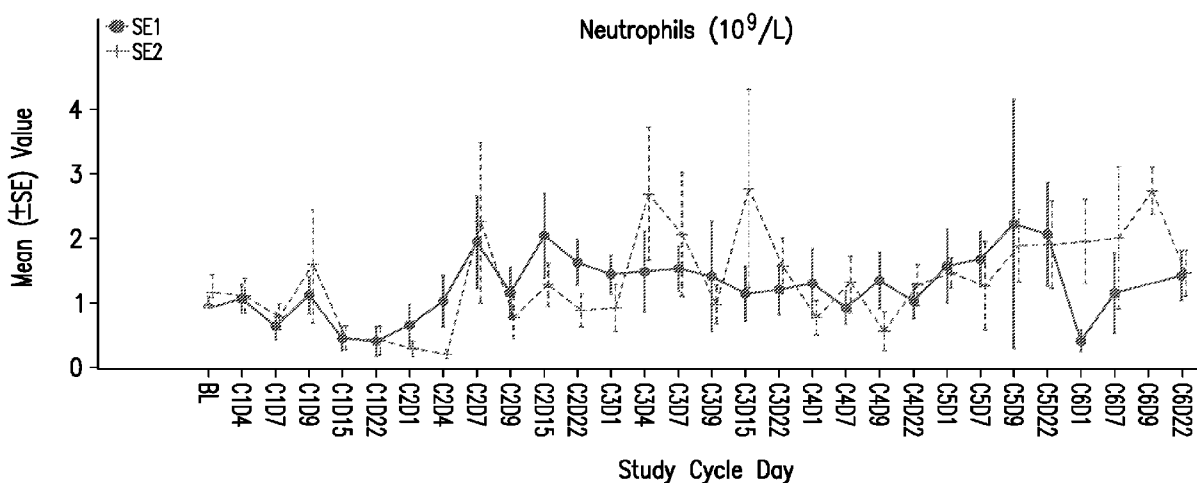 SE1
SE2
Neutrophils (10⁹/L)
Mean (±SE) Value
4
3
2
1
0
BL
C1D4
C1D7
C1D9
C1D15
C1D22
C2D1
C2D4
C2D7
C2D9
C2D15
C2D22
C3D1
C3D4
C3D7
C3D9
C3D15
C3D22
C4D1
C4D7
C4D9
C4D22
C5D1
C5D7
C5D9
C5D22
C6D1
C6D7
C6D9
C6D22
Study Cycle Day